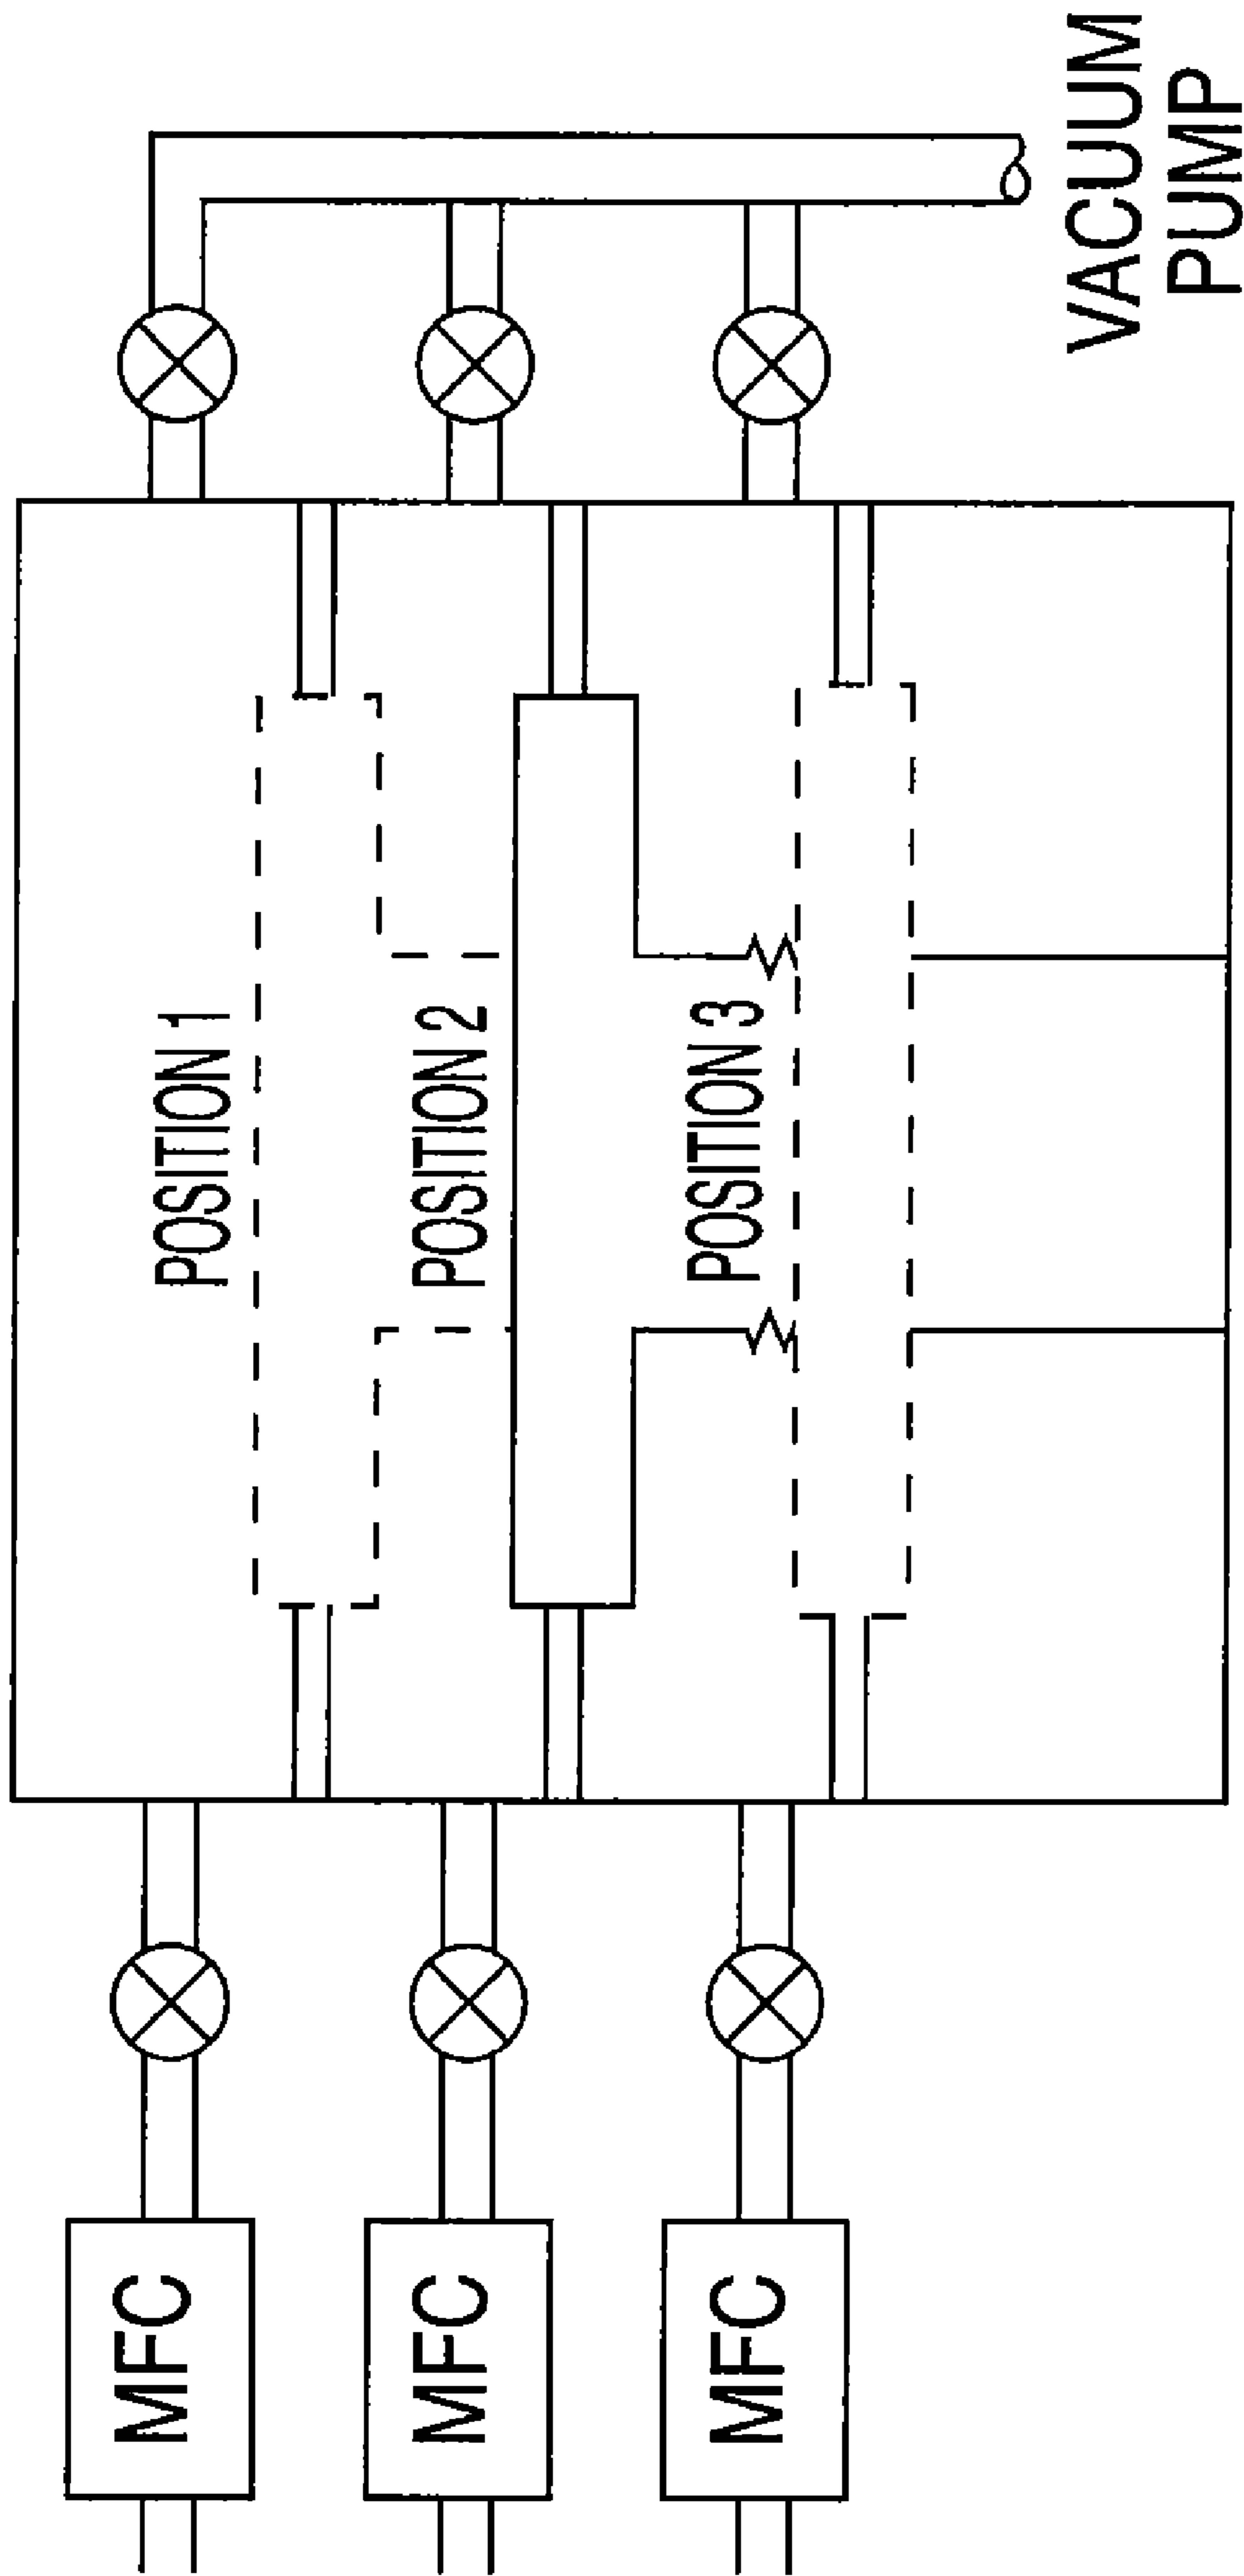 MFC
MFC
MFC
POSITION 1
POSITION 2
POSITION 3
VACUUM
PUMP